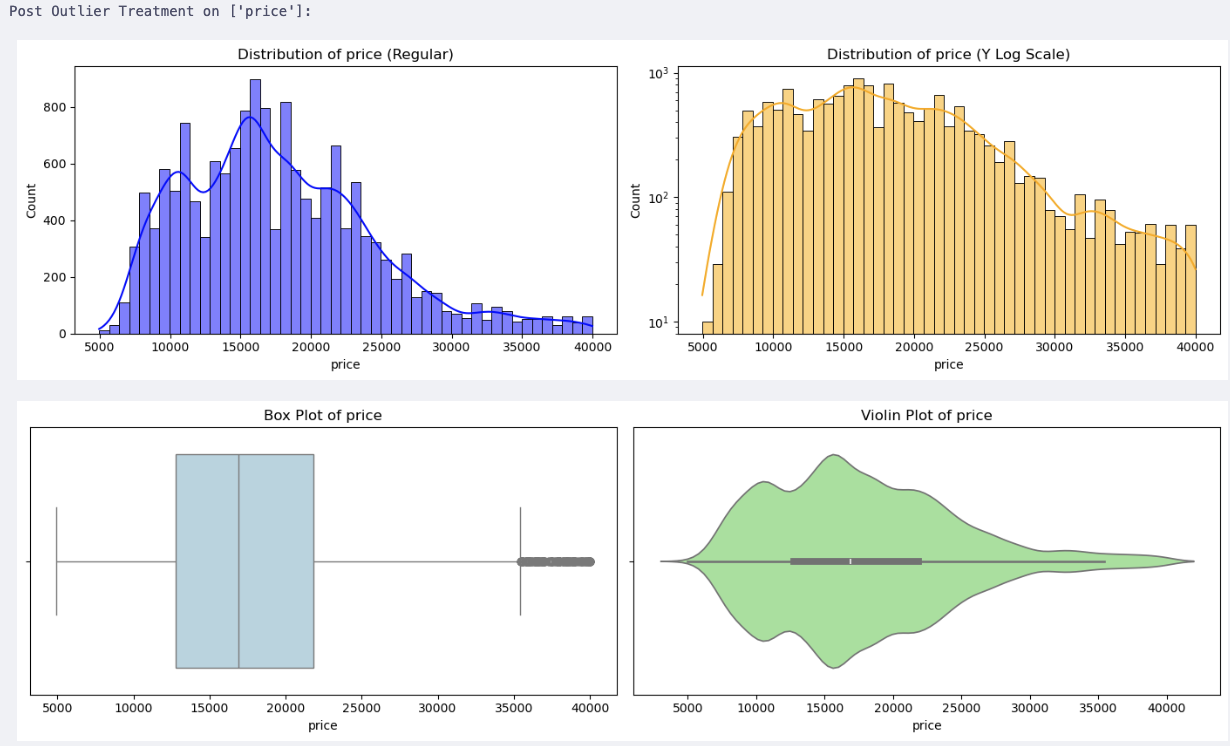 Post Outlier Treatment on ['price']:
Distribution of price (Regular)
Count
800
600
400
200
0
5000 10000 15000 20000 25000 30000 35000 40000
price
Distribution of price (Y Log Scale)
Count
10³
10²
10¹
5000 10000 15000 20000 25000 30000 35000 40000
price
Box Plot of price
5000 10000 15000 20000 25000 30000 35000 40000
price
Violin Plot of price
5000 10000 15000 20000 25000 30000 35000 40000
price